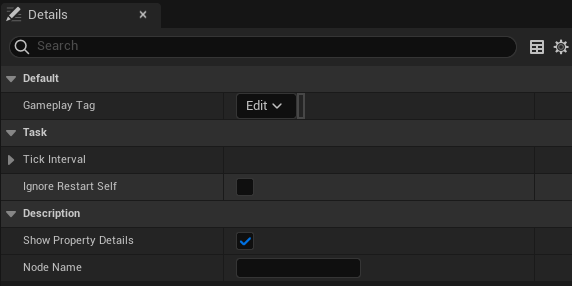 Details
Search
Default
Gameplay Tag
Edit
Task
Tick Interval
Ignore Restart Self
Description
Show Property Details
Node Name